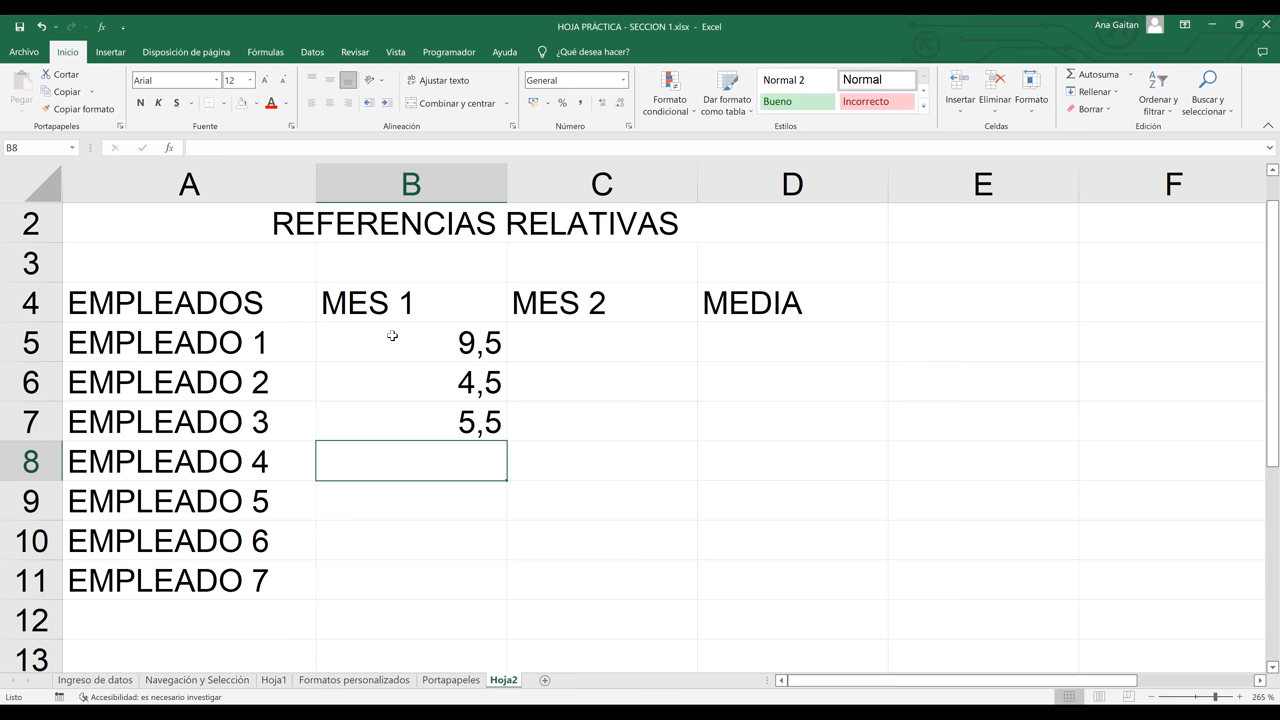 HOJA PRÁCTICA - SECCION 1.xlsx - Excel
Ana Gaitan
Archivo Inicio Insertar Disposición de página Fórmulas Datos Revisar Vista Programador Ayuda ¿Qué desea hacer?
Pegar
Cortar
Copiar
Copiar formato
Portapapeles
Arial 12
N K S
Fuente
Ajustar texto
Combinar y centrar
Alineación
General
% 
Número
Formato condicional
Dar formato como tabla
Normal 2 Normal
Bueno Incorrecto
Estilos
Insertar Eliminar Formato
Celdas
Autosuma
Rellenar
Borrar
Ordenar y filtrar
Buscar y seleccionar
Edición
B8 fx
A B C D E F
2 REFERENCIAS RELATIVAS
3
4 EMPLEADOS MES 1 MES 2 MEDIA
5 EMPLEADO 1 9,5
6 EMPLEADO 2 4,5
7 EMPLEADO 3 5,5
8 EMPLEADO 4
9 EMPLEADO 5
10 EMPLEADO 6
11 EMPLEADO 7
12
13
Ingreso de datos Navegación y Selección Hoja1 Formatos personalizados Portapapeles Hoja2
Listo Accesibilidad: es necesario investigar 265 %